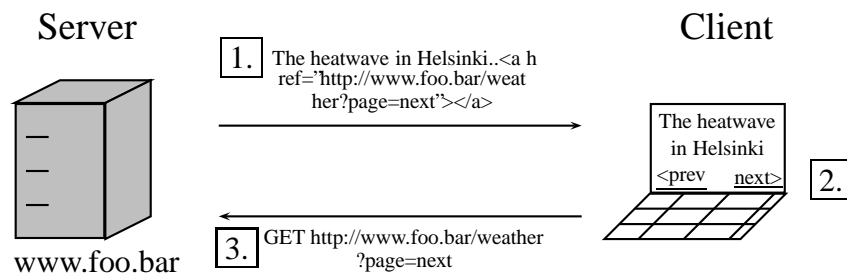 Server
Client
1.
The heatwave in Helsinki..<a h
ref=”http://www.foo.bar/weat
her?page=next”></a>
The heatwave
in Helsinki
<prev next>
2.
3.
GET http://www.foo.bar/weather
?page=next
www.foo.bar